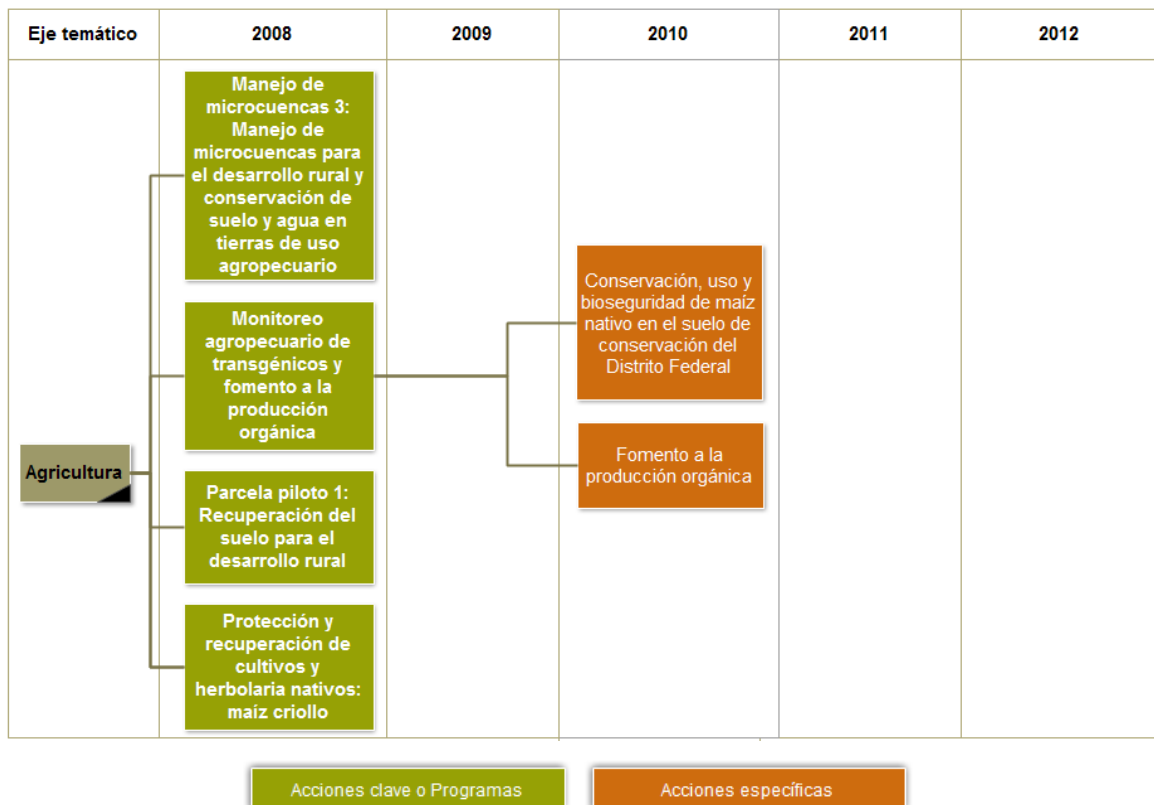 Eje temático
2008
2009
2010
2011
2012
Manejo de
microcuencas 3:
Manejo de
microcuencas para
el desarrollo rural y
conservación de
suelo y agua en
tierras de uso
agropecuario
Monitoreo
agropecuario de
transgénicos y
fomento a la
producción
orgánica
Agricultura
Parcela piloto 1:
Recuperación del
suelo para el
desarrollo rural
Protección y
recuperación de
cultivos y
herbolaria nativos:
maíz criollo
Conservación, uso y
bioseguridad de maíz
nativo en el suelo de
conservación del
Distrito Federal
Fomento a la
producción orgánica
Acciones clave o Programas
Acciones específicas